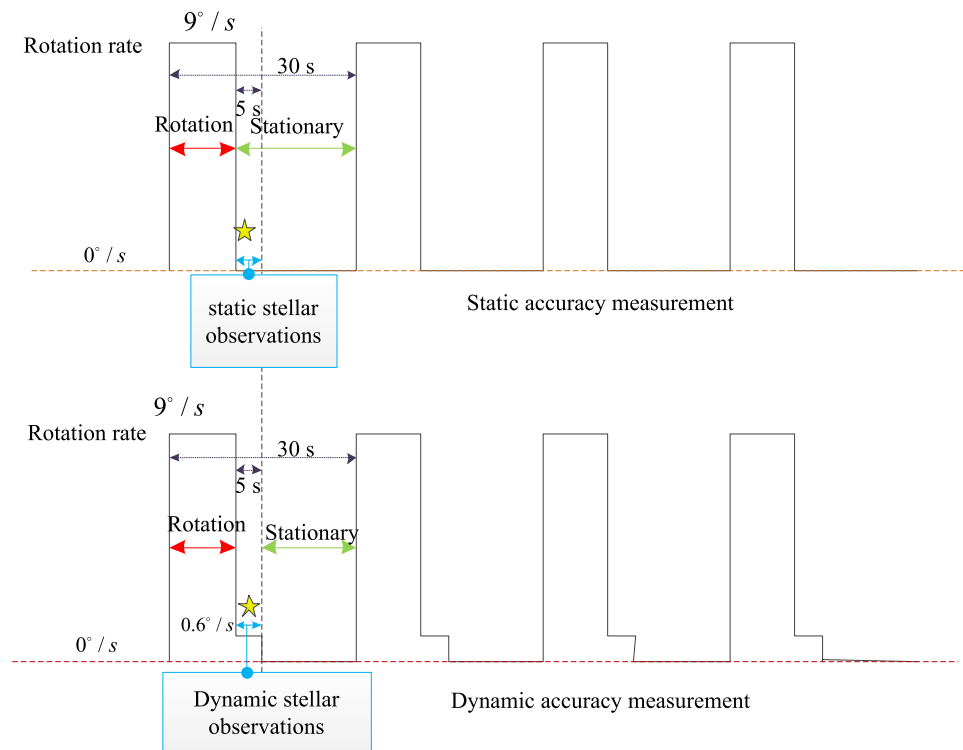 9° / s
Rotation rate
30 s
5 s
Rotation
Stationary
0° / s
static stellar
observations
Static accuracy measurement
9° / s
Rotation rate
30 s
5 s
Rotation
Stationary
0.6° / s
0° / s
Dynamic stellar
observations
Dynamic accuracy measurement